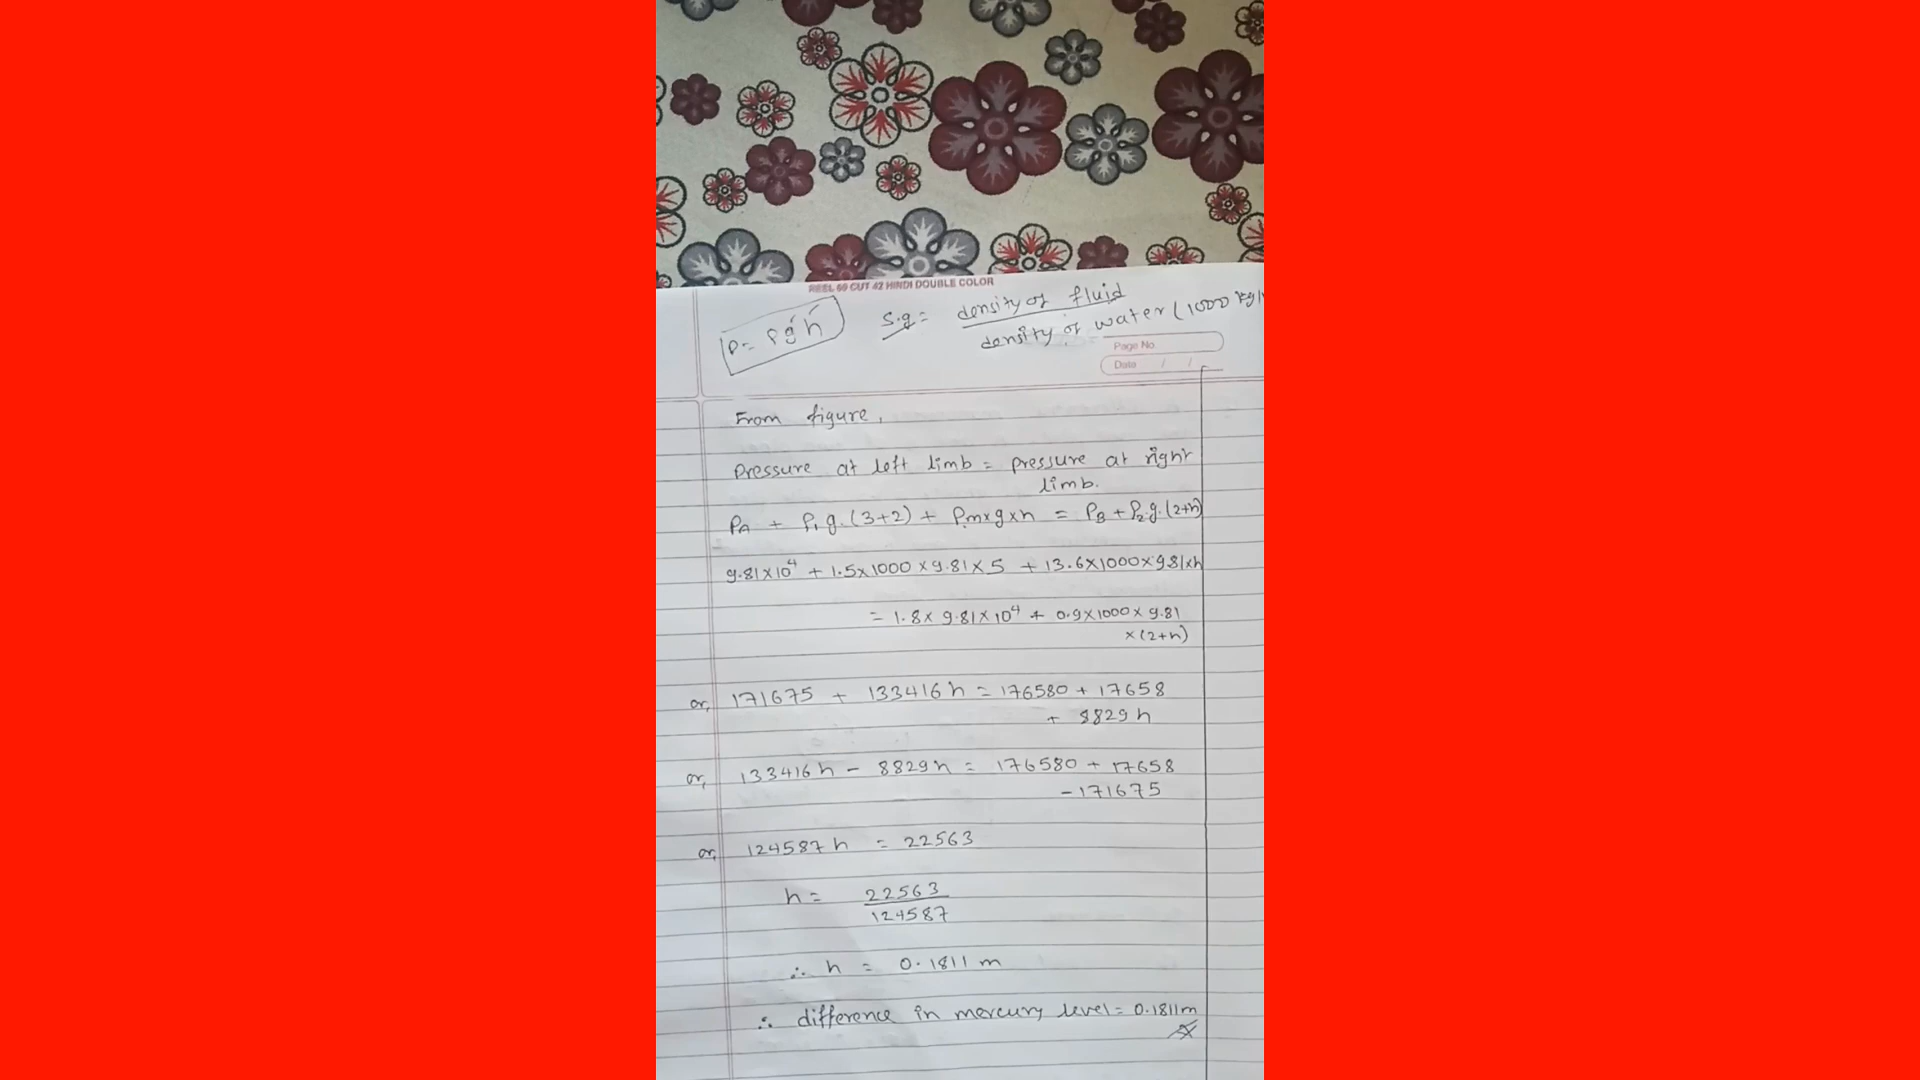 REEL 60 CUT 42 HINDI DOUBLE COLOR
P = ρgh
S.g = density of fluid
density of water (1000 kg/
Page No.
Date / /
From figure,
Pressure at left limb = pressure at right
limb.
PA + ρ1 g. (3+2) + ρm×g×h = PB + ρ2.g. (2+h)
9.81×10⁴ + 1.5×1000×9.81×5 + 13.6×1000×9.81×h
= 1.8×9.81×10⁴ + 0.9×1000×9.81
×(2+h)
or, 171675 + 133416h = 176580 + 17658
+ 8829h
or, 133416h - 8829h = 176580 + 17658
-171675
or, 124587h = 22563
h = 22563
124587
∴ h = 0.1811 m
∴ difference in mercury level = 0.1811m